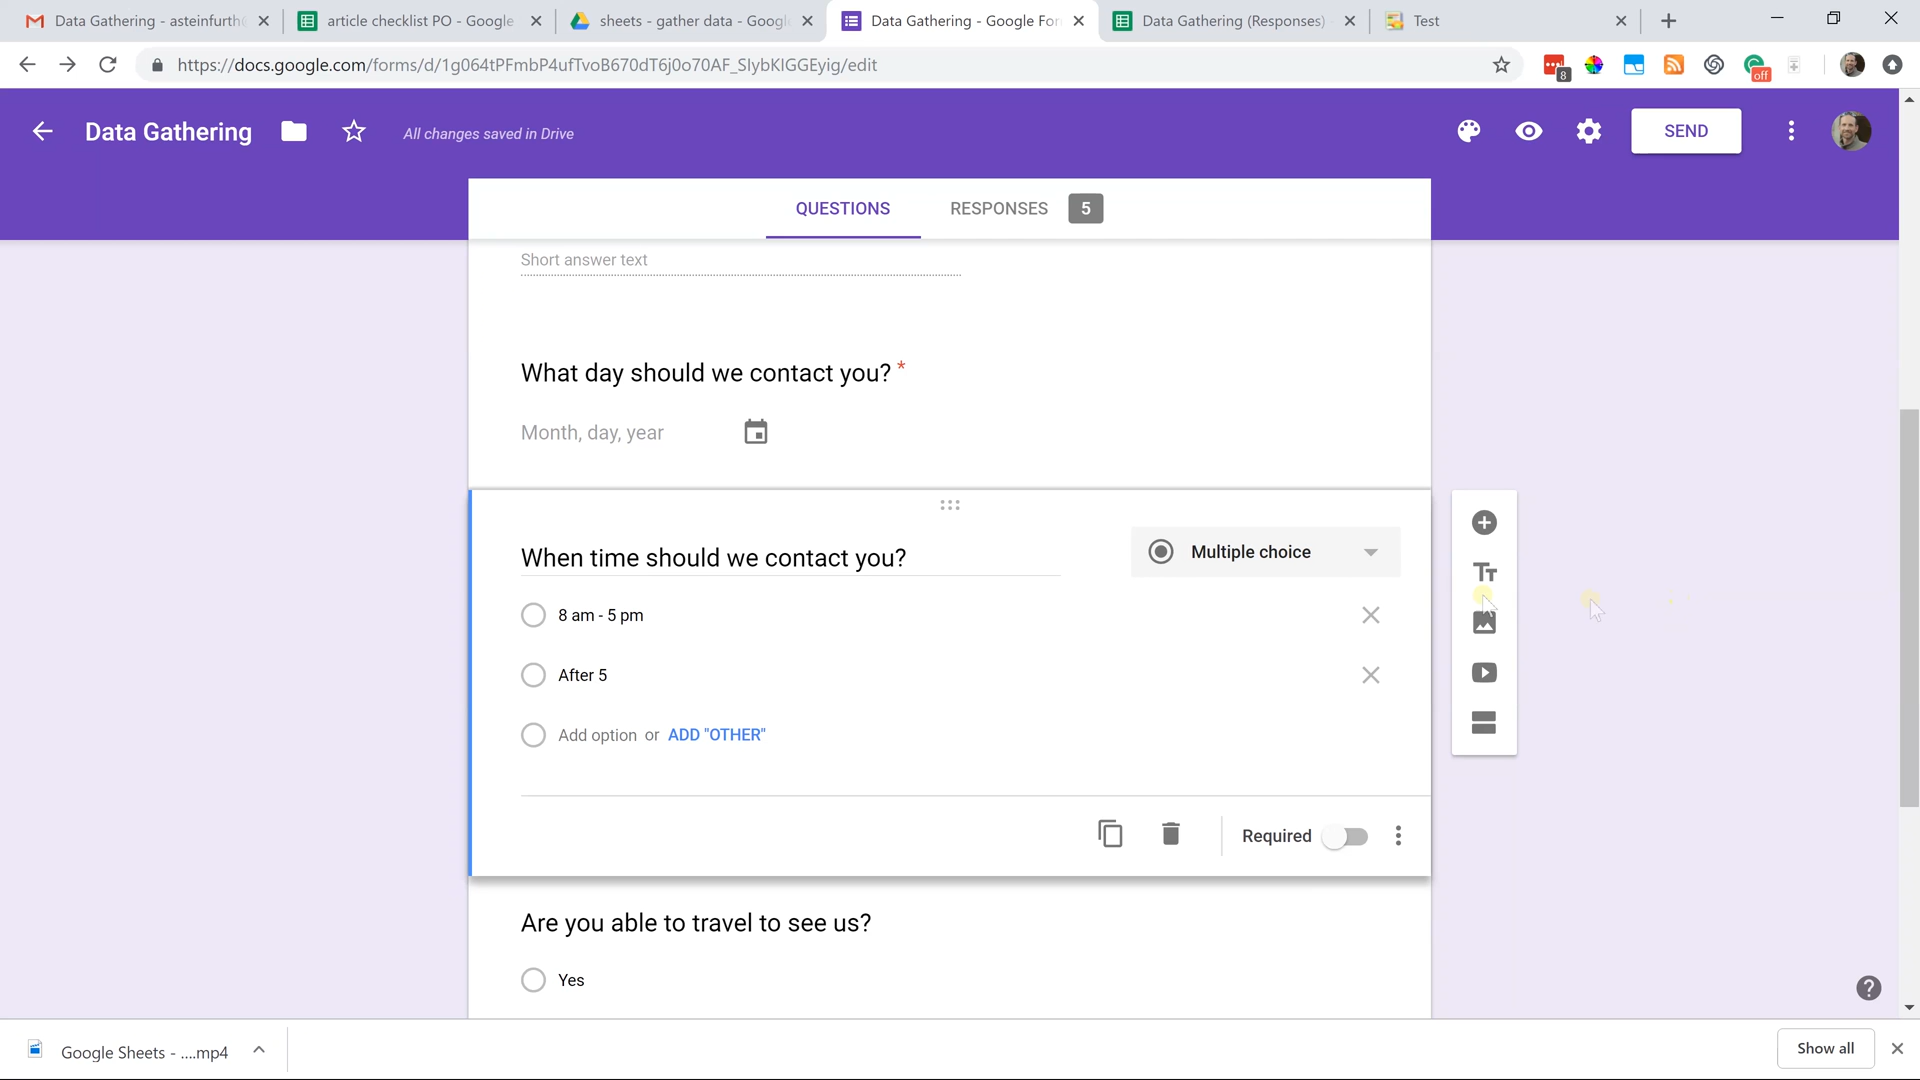 Data Gathering - asteinfurth
article checklist PO - Google
sheets - gather data - Googl
Data Gathering - Google For
Data Gathering (Responses)
Test
https://docs.google.com/forms/d/1g064tPFmbP4ufTvoB670dT6j0o70AF_SlybKIGGEyig/edit
8
off
Data Gathering
All changes saved in Drive
SEND
QUESTIONS
RESPONSES 5
Short answer text
What day should we contact you? *
Month, day, year
When time should we contact you?
Multiple choice
8 am - 5 pm
After 5
Add option or ADD "OTHER"
Required
Are you able to travel to see us?
Yes
Google Sheets - ....mp4
Show all